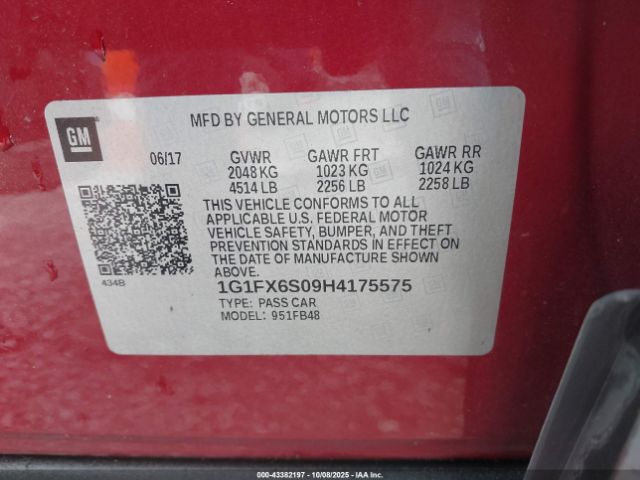 GM
MFD BY GENERAL MOTORS LLC
06/17 GVWR GAWR FRT GAWR RR
2048 KG 1023 KG 1024 KG
4514 LB 2256 LB 2258 LB
THIS VEHICLE CONFORMS TO ALL
APPLICABLE U.S. FEDERAL MOTOR
VEHICLE SAFETY, BUMPER, AND THEFT
PREVENTION STANDARDS IN EFFECT ON
THE DATE OF MANUFACTURE SHOWN
ABOVE.
434B
1G1FX6S09H4175575
TYPE: PASS CAR
MODEL: 951FB48
000-43382197 - 10/08/2025 - IAA, Inc.